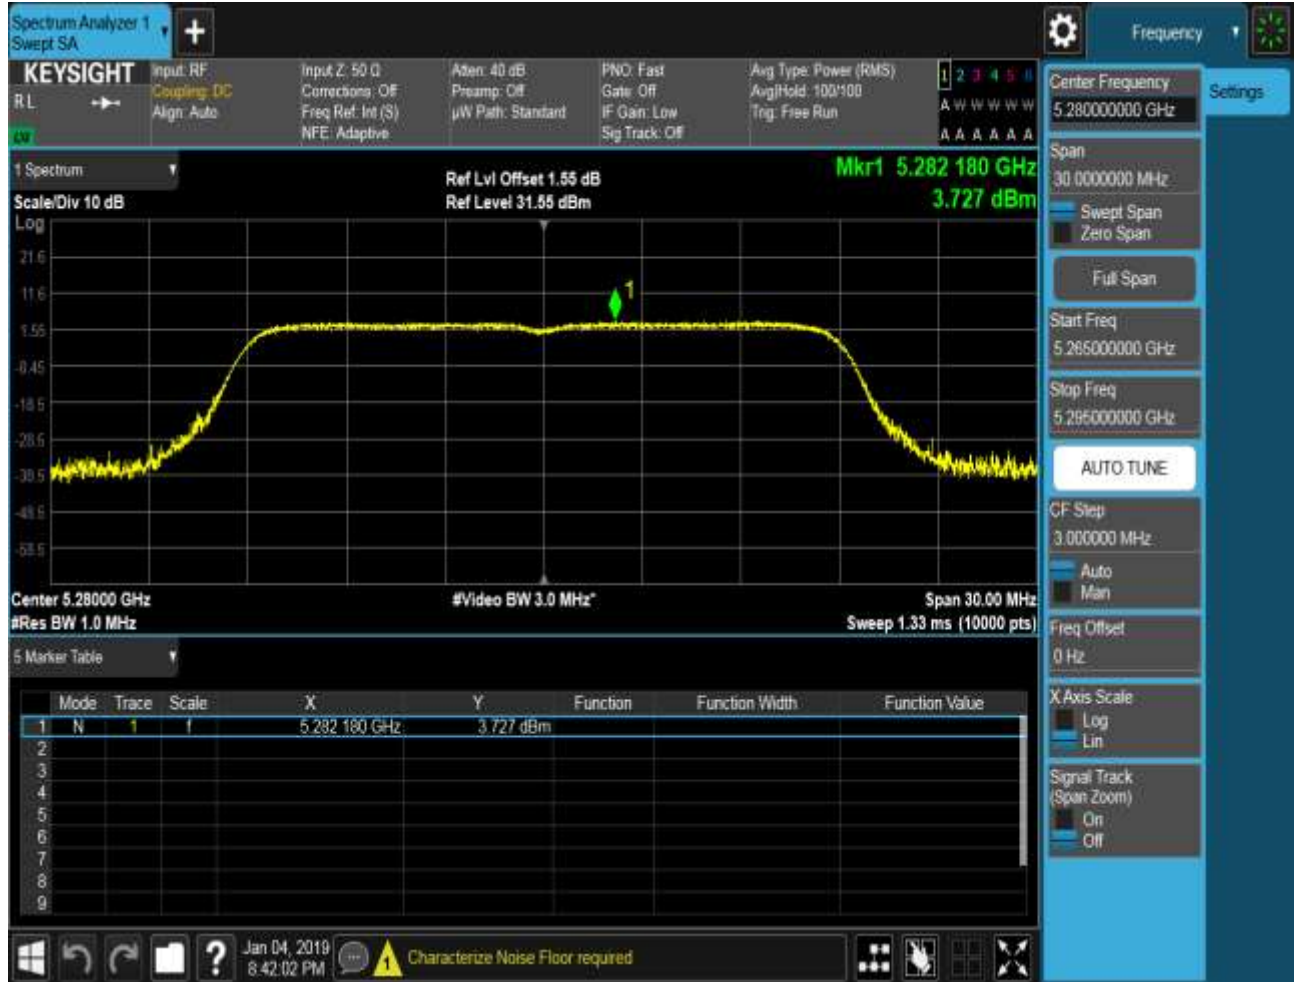 Spectrum Analyzer 1
Swept SA
Frequency
KEYSIGHT
R L
Input: RF
Coupling: DC
Align: Auto
Input Z: 50 Ω
Corrections: Off
Freq Ref: Int (S)
NFE: Adaptive
Atten: 40 dB
Preamp: Off
µW Path: Standard
PNO: Fast
Gate: Off
IF Gain: Low
Sig Track: Off
Avg Type: Power (RMS)
Avg|Hold: 100/100
Trig: Free Run
1 2 3 4 5 6
A W W W W W
A A A A A A
1 Spectrum
Scale/Div 10 dB
Ref Lvl Offset 1.55 dB
Ref Level 31.55 dBm
Mkr1 5.282 180 GHz
3.727 dBm
Log
21.6
11.6
1.55
-8.45
-18.5
-28.5
-38.5
-48.5
-58.5
1
Center 5.28000 GHz
#Res BW 1.0 MHz
#Video BW 3.0 MHz*
Span 30.00 MHz
Sweep 1.33 ms (10000 pts)
5 Marker Table
Mode Trace Scale X Y Function Function Width Function Value
1 N 1 f 5.282 180 GHz 3.727 dBm
2
3
4
5
6
7
8
9
Jan 04, 2019
8:42:02 PM
Characterize Noise Floor required
Center Frequency
5.280000000 GHz
Settings
Span
30.0000000 MHz
Swept Span
Zero Span
Full Span
Start Freq
5.265000000 GHz
Stop Freq
5.295000000 GHz
AUTO TUNE
CF Step
3.000000 MHz
Auto
Man
Freq Offset
0 Hz
X Axis Scale
Log
Lin
Signal Track
(Span Zoom)
On
Off